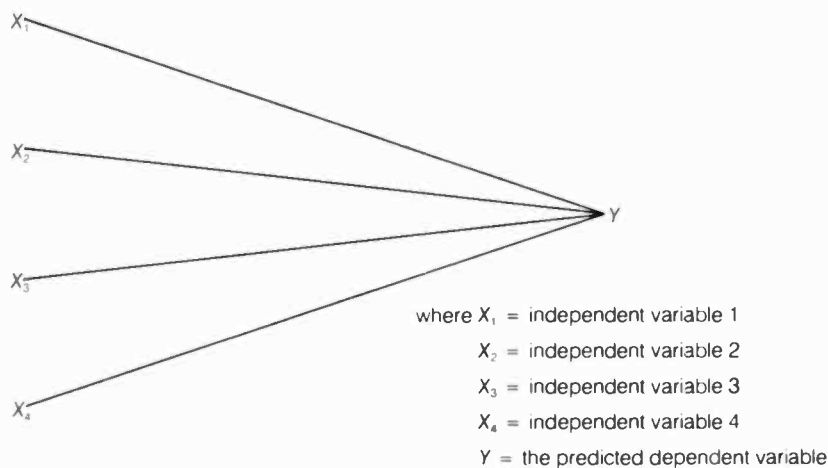 X₁
X₂
Y
X₃
where X₁ = independent variable 1
X₂ = independent variable 2
X₃ = independent variable 3
X₄
X₄ = independent variable 4
Y = the predicted dependent variable